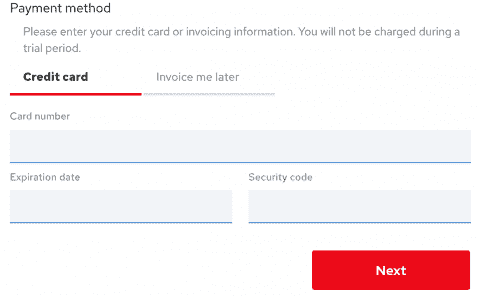 Payment method
Please enter your credit card or invoicing information. You will not be charged during a
trial period.
Credit card
Invoice me later
Card number
Expiration date
Security code
Next